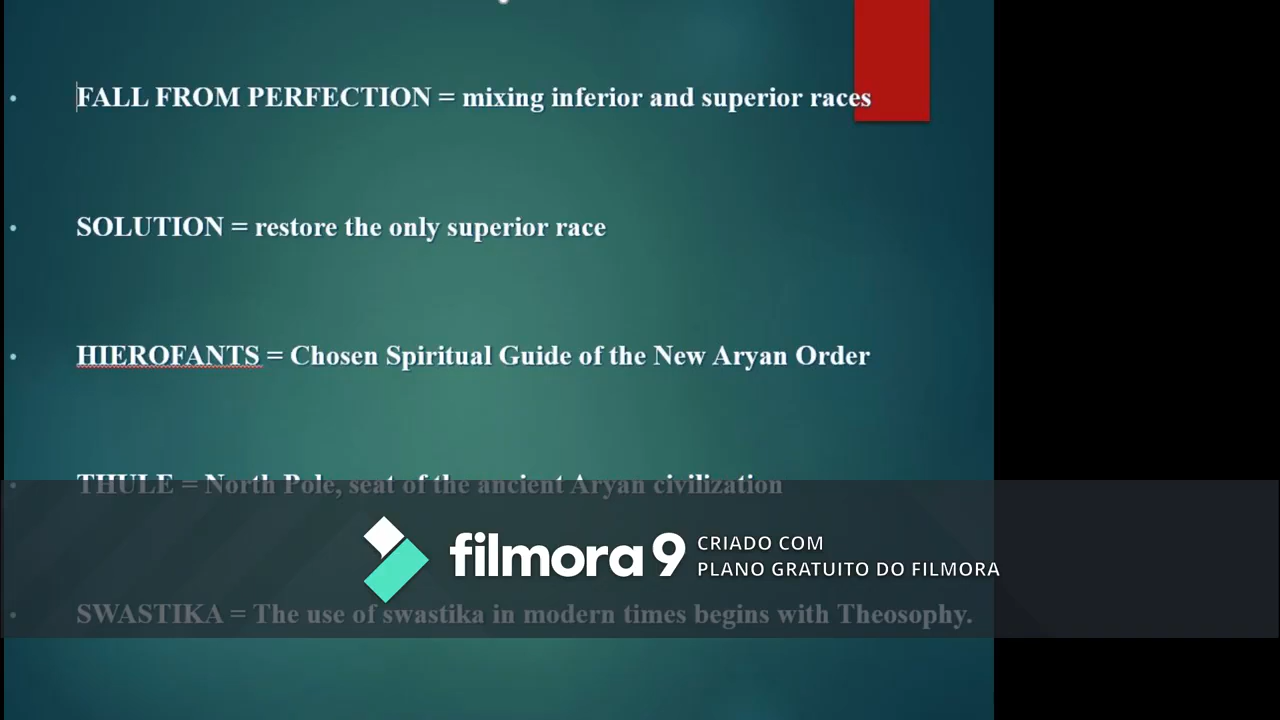 FALL FROM PERFECTION = mixing inferior and superior races
SOLUTION = restore the only superior race
HIEROFANTS = Chosen Spiritual Guide of the New Aryan Order
THULE = North Pole, seat of the ancient Aryan civilization
filmora 9
CRIADO COM
PLANO GRATUITO DO FILMORA
SWASTIKA = The use of swastika in modern times begins with Theosophy.